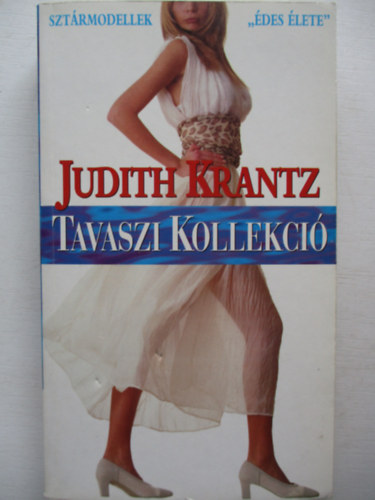 SZTÁRMODELLEK „ÉDES ÉLETE”
JUDITH KRANTZ
TAVASZI KOLLEKCIÓ